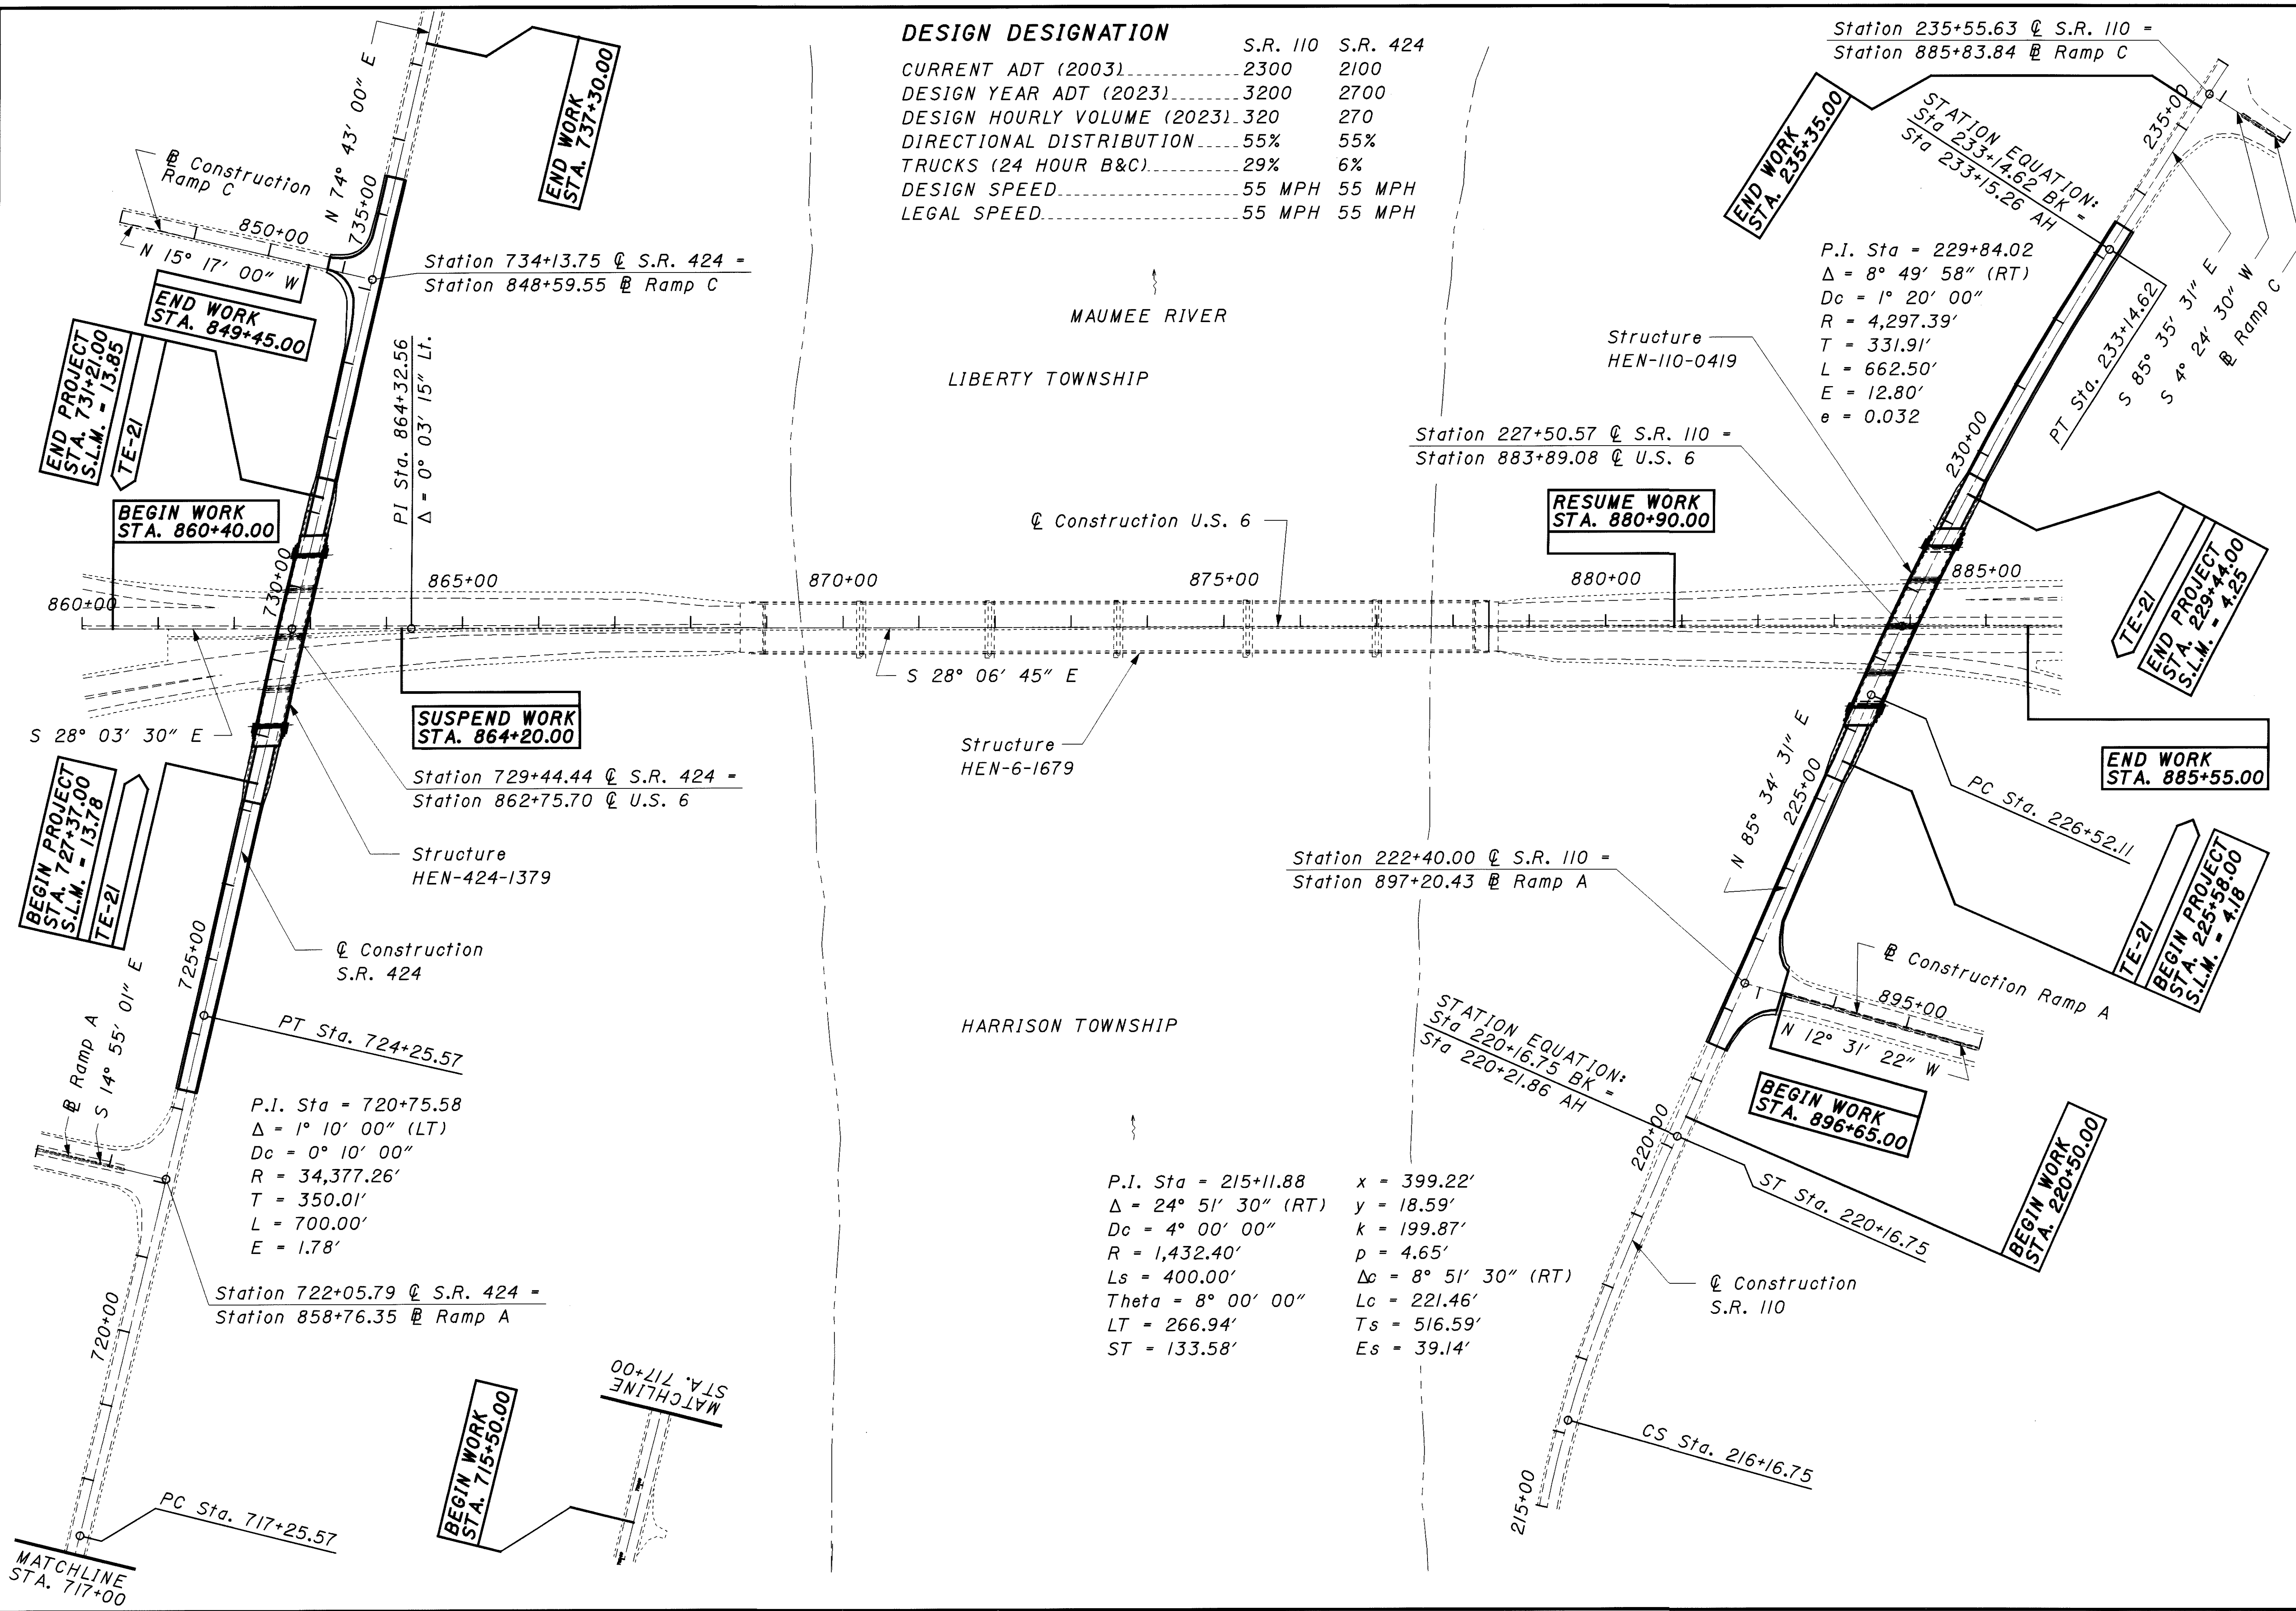 DESIGN DESIGNATION
S.R. 110 S.R. 424
CURRENT ADT (2003) 2300 2100
DESIGN YEAR ADT (2023) 3200 2700
DESIGN HOURLY VOLUME (2023) 320 270
DIRECTIONAL DISTRIBUTION 55% 55%
TRUCKS (24 HOUR B&C) 29% 6%
DESIGN SPEED 55 MPH 55 MPH
LEGAL SPEED 55 MPH 55 MPH
N 74° 43' 00" E
END WORK
STA. 737+30.00
℄ Construction
Ramp C
850+00
735+00
N 15° 17' 00" W
END WORK
STA. 849+45.00
Station 734+13.75 ℄ S.R. 424 =
Station 848+59.55 ℄ Ramp C
END PROJECT
STA. 731+21.00
S.L.M. = 13.85
TE-21
PI Sta. 864+32.56
Δ = 0° 03' 15" Lt.
BEGIN WORK
STA. 860+40.00
730+00
860+00
865+00
870+00
875+00
880+00
885+00
S 28° 03' 30" E
SUSPEND WORK
STA. 864+20.00
Station 729+44.44 ℄ S.R. 424 =
Station 862+75.70 ℄ U.S. 6
BEGIN PROJECT
STA. 727+37.00
S.L.M. = 13.78
TE-21
Structure
HEN-424-1379
℄ Construction
S.R. 424
725+00
PT Sta. 724+25.57
℄ Ramp A
S 14° 55' 01" E
P.I. Sta = 720+75.58
Δ = 1° 10' 00" (LT)
Dc = 0° 10' 00"
R = 34,377.26'
T = 350.01'
L = 700.00'
E = 1.78'
Station 722+05.79 ℄ S.R. 424 =
Station 858+76.35 ℄ Ramp A
720+00
PC Sta. 717+25.57
MATCHLINE
STA. 717+00
BEGIN WORK
STA. 715+50.00
MATCHLINE
STA. 717+00
MAUMEE RIVER
LIBERTY TOWNSHIP
℄ Construction U.S. 6
S 28° 06' 45" E
Structure
HEN-6-1679
HARRISON TOWNSHIP
P.I. Sta = 215+11.88
Δ = 24° 51' 30" (RT)
Dc = 4° 00' 00"
R = 1,432.40'
Ls = 400.00'
Theta = 8° 00' 00"
LT = 266.94'
ST = 133.58'
x = 399.22'
y = 18.59'
k = 199.87'
p = 4.65'
Δc = 8° 51' 30" (RT)
Lc = 221.46'
Ts = 516.59'
Es = 39.14'
Station 235+55.63 ℄ S.R. 110 =
Station 885+83.84 ℄ Ramp C
END WORK
STA. 235+35.00
STATION EQUATION:
Sta 233+14.62 BK =
Sta 233+15.26 AH
235+00
P.I. Sta = 229+84.02
Δ = 8° 49' 58" (RT)
Dc = 1° 20' 00"
R = 4,297.39'
T = 331.91'
L = 662.50'
E = 12.80'
e = 0.032
PT Sta. 233+14.62
S 85° 35' 31" E
S 4° 24' 30" W
℄ Ramp C
Structure
HEN-110-0419
Station 227+50.57 ℄ S.R. 110 =
Station 883+89.08 ℄ U.S. 6
230+00
RESUME WORK
STA. 880+90.00
TE-21
END PROJECT
STA. 229+44.00
S.L.M. = 4.25
END WORK
STA. 885+55.00
PC Sta. 226+52.11
N 85° 34' 31" E
225+00
TE-21
BEGIN PROJECT
STA. 225+58.00
S.L.M. = 4.18
Station 222+40.00 ℄ S.R. 110 =
Station 897+20.43 ℄ Ramp A
℄ Construction Ramp A
895+00
N 12° 31' 22" W
BEGIN WORK
STA. 896+65.00
STATION EQUATION:
Sta 220+16.75 BK =
Sta 220+21.86 AH
220+00
ST Sta. 220+16.75
BEGIN WORK
STA. 220+50.00
℄ Construction
S.R. 110
CS Sta. 216+16.75
215+00